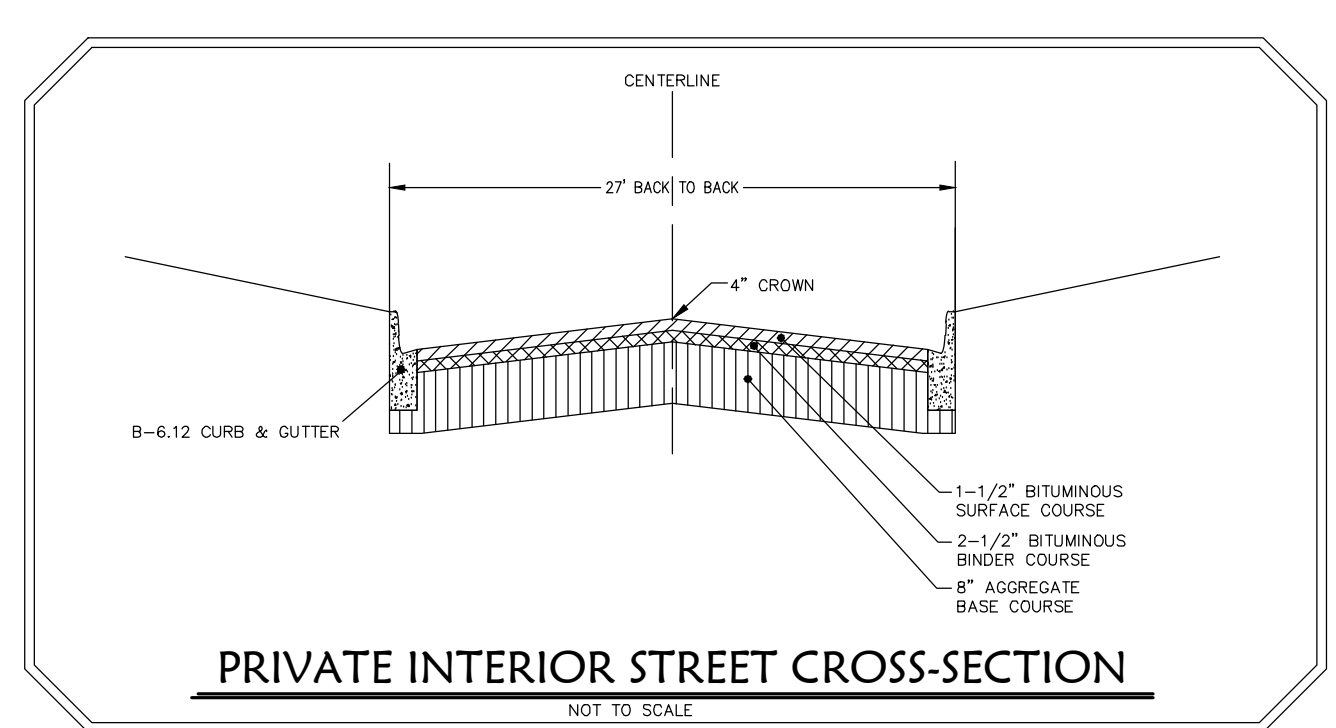 CENTERLINE
27' BACK TO BACK
4” CROWN
B-6.12 CURB & GUTTER
1-1/2” BITUMINOUS
SURFACE COURSE
2-1/2” BITUMINOUS
BINDER COURSE
8” AGGREGATE
BASE COURSE
PRIVATE INTERIOR STREET CROSS-SECTION
NOT TO SCALE